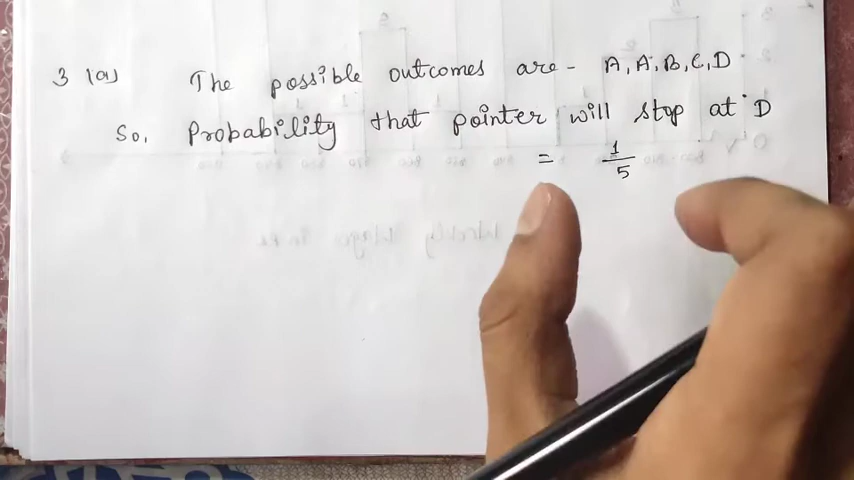 3 (a) The possible outcomes are - A, A, B, C, D
So, Probability that pointer will stop at D
= 1/5